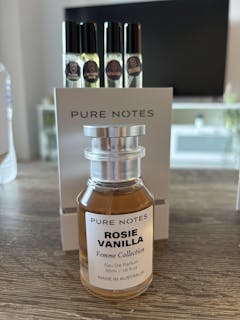 PURE NOTES
PURE NOTES
ROSIE
VANILLA
Femme Collection
Eau De Parfum
MADE IN AUSTRALIA